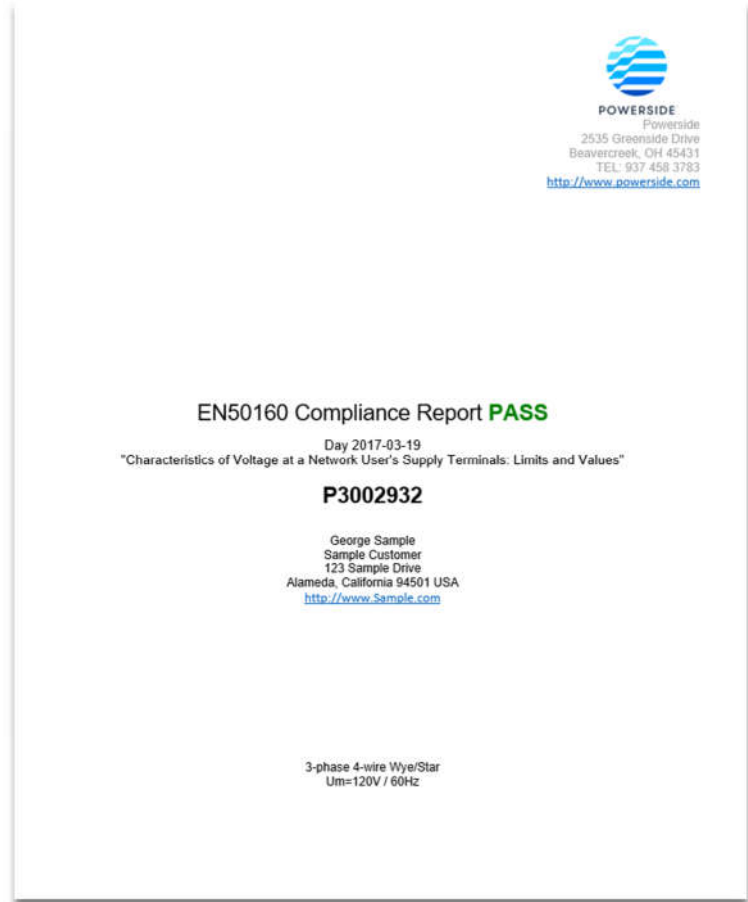 POWERSIDE
Powerside
2535 Greenside Drive
Beavercreek, OH 45431
TEL: 937 458 3783
http://www.powerside.com
EN50160 Compliance Report PASS
Day 2017-03-19
"Characteristics of Voltage at a Network User's Supply Terminals: Limits and Values"
P3002932
George Sample
Sample Customer
123 Sample Drive
Alameda, California 94501 USA
http://www.Sample.com
3-phase 4-wire Wye/Star
Um=120V / 60Hz